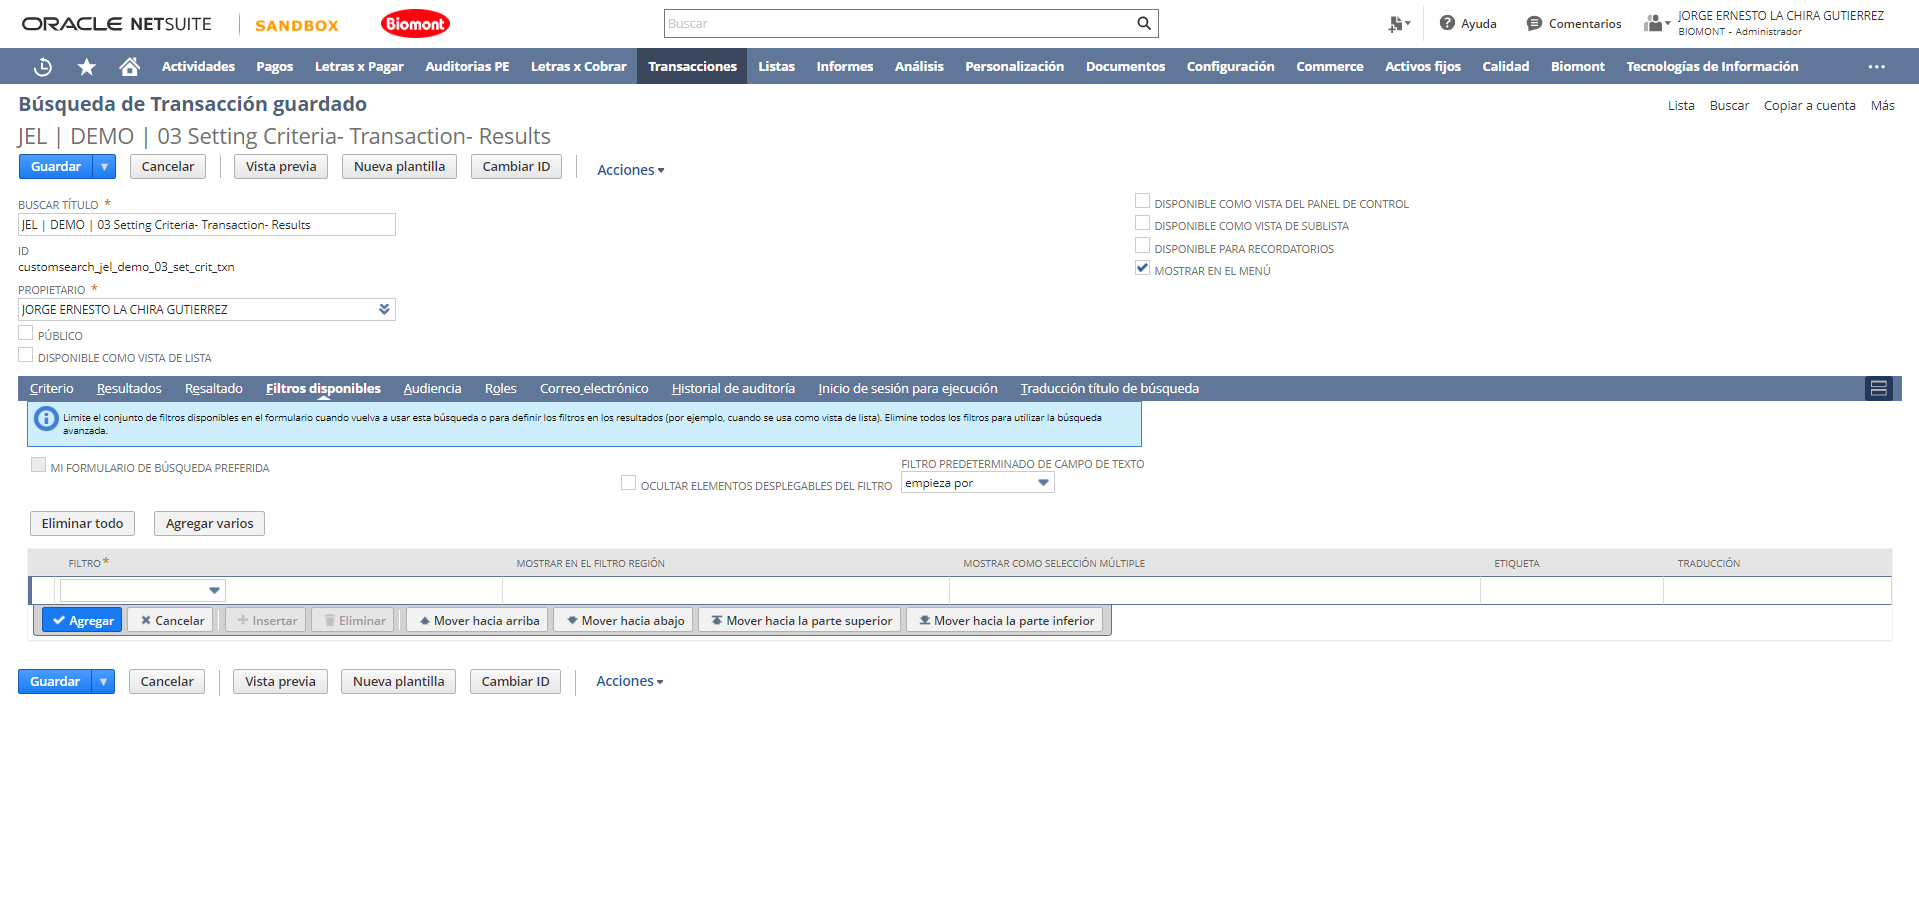 ORACLE NETSUITE SANDBOX Biomont Buscar Ayuda Comentarios JORGE ERNESTO LA CHIRA GUTIERREZ
BIOMONT - Administrador
Actividades Pagos Letras x Pagar Auditorias PE Letras x Cobrar Transacciones Listas Informes Análisis Personalización Documentos Configuración Commerce Activos fijos Calidad Biomont Tecnologías de Información
Búsqueda de Transacción guardado Lista Buscar Copiar a cuenta Más
JEL | DEMO | 03 Setting Criteria- Transaction- Results
Guardar Cancelar Vista previa Nueva plantilla Cambiar ID Acciones
BUSCAR TÍTULO *
JEL | DEMO | 03 Setting Criteria- Transaction- Results
ID
customsearch_jel_demo_03_set_crit_txn
PROPIETARIO *
JORGE ERNESTO LA CHIRA GUTIERREZ
PÚBLICO
DISPONIBLE COMO VISTA DE LISTA
DISPONIBLE COMO VISTA DEL PANEL DE CONTROL
DISPONIBLE COMO VISTA DE SUBLISTA
DISPONIBLE PARA RECORDATORIOS
MOSTRAR EN EL MENÚ
Criterio Resultados Resaltado Filtros disponibles Audiencia Roles Correo electrónico Historial de auditoría Inicio de sesión para ejecución Traducción título de búsqueda
Limite el conjunto de filtros disponibles en el formulario cuando vuelva a usar esta búsqueda o para definir los filtros en los resultados (por ejemplo, cuando se usa como vista de lista). Elimine todos los filtros para utilizar la búsqueda
avanzada.
MI FORMULARIO DE BÚSQUEDA PREFERIDA
OCULTAR ELEMENTOS DESPLEGABLES DEL FILTRO
FILTRO PREDETERMINADO DE CAMPO DE TEXTO
empieza por
Eliminar todo Agregar varios
FILTRO * MOSTRAR EN EL FILTRO REGIÓN MOSTRAR COMO SELECCIÓN MÚLTIPLE ETIQUETA TRADUCCIÓN
Agregar Cancelar Insertar Eliminar Mover hacia arriba Mover hacia abajo Mover hacia la parte superior Mover hacia la parte inferior
Guardar Cancelar Vista previa Nueva plantilla Cambiar ID Acciones